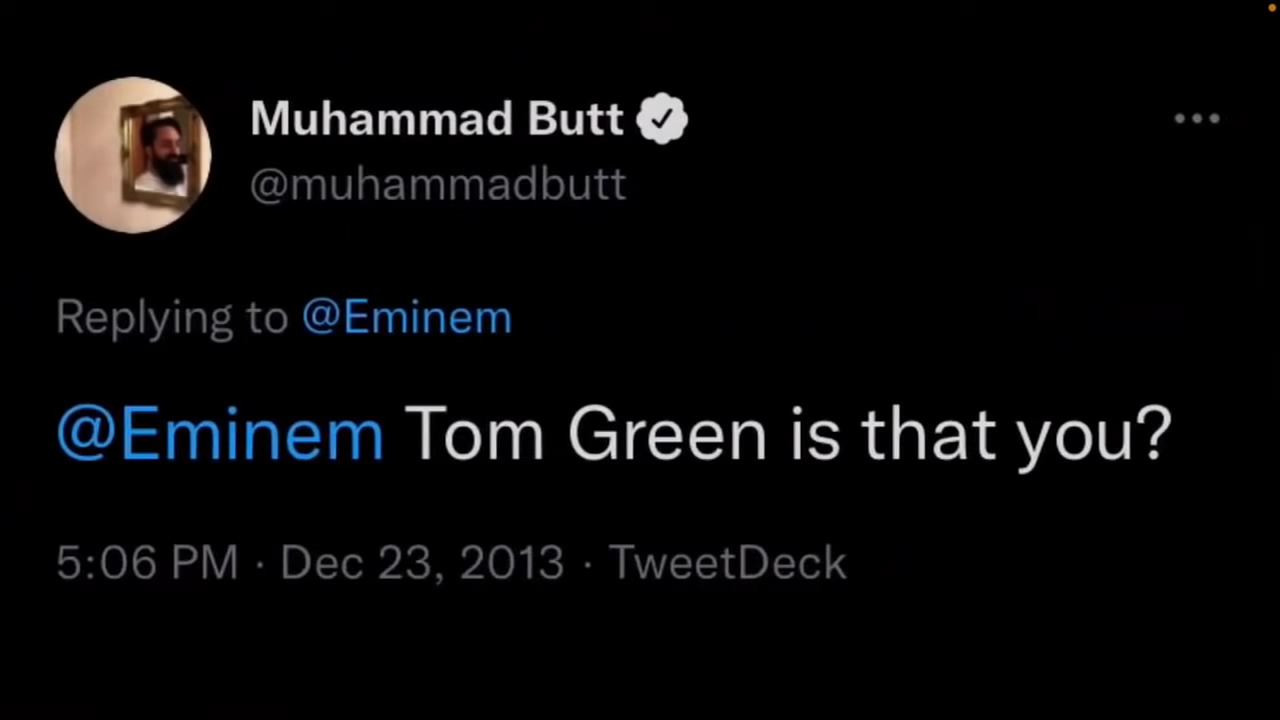 Muhammad Butt
@muhammadbutt
Replying to @Eminem
@Eminem Tom Green is that you?
5:06 PM · Dec 23, 2013 · TweetDeck